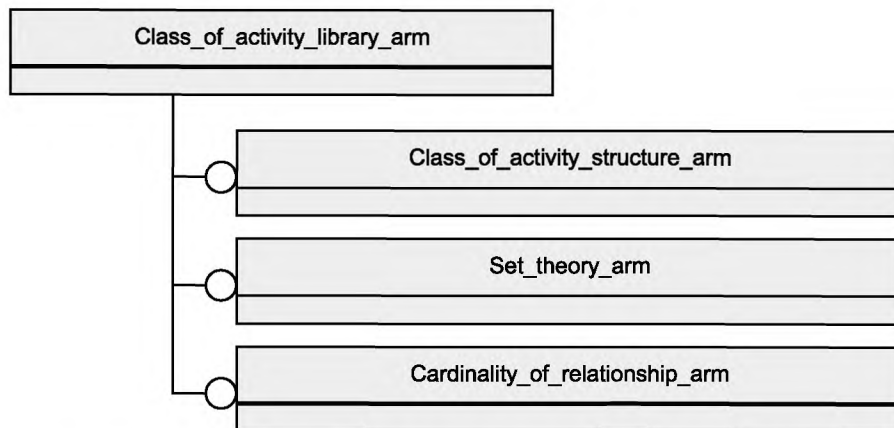 Class_of_activity_library_arm
Class_of_activity_structure_arm
Set_theory_arm
Cardinality_of_relationship_arm